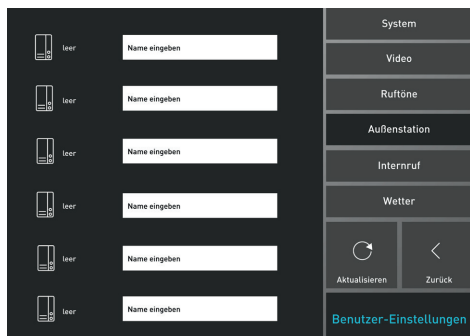 leer Name eingeben
leer Name eingeben
leer Name eingeben
leer Name eingeben
leer Name eingeben
leer Name eingeben
System
Video
Ruftöne
Außenstation
Internruf
Wetter
Aktualisieren Zurück
Benutzer-Einstellungen